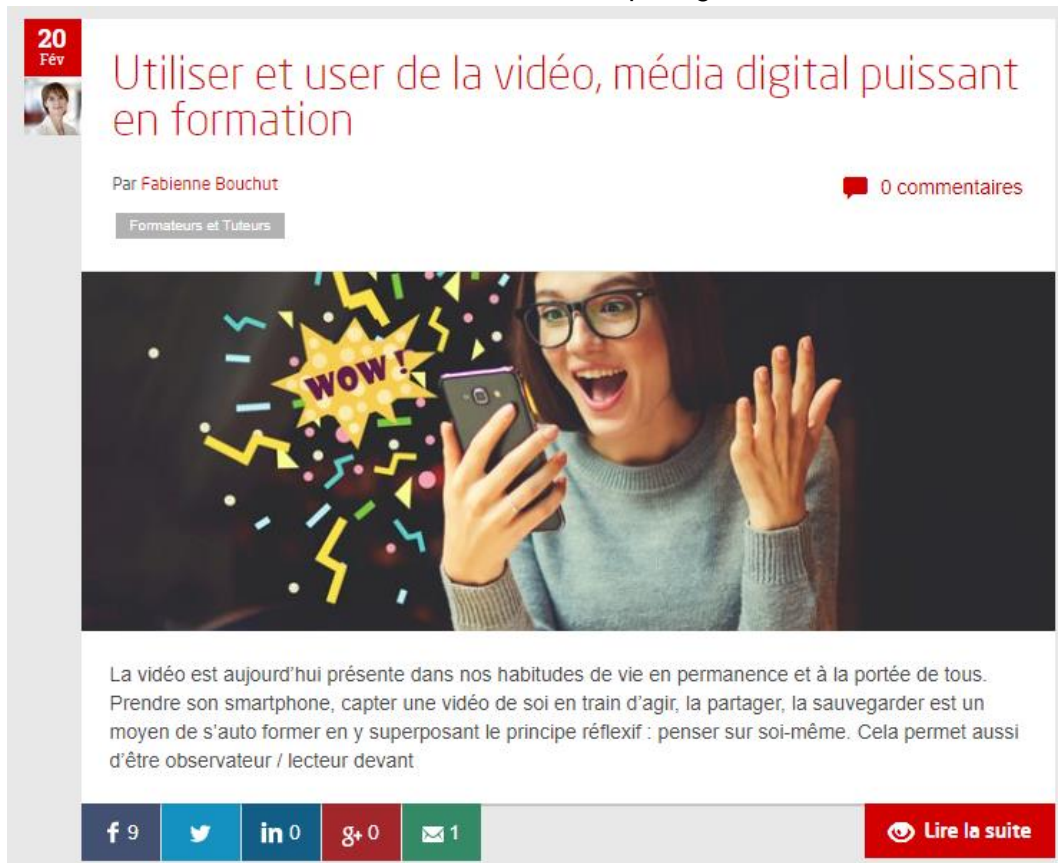 20
Fév
Utiliser et user de la vidéo, média digital puissant
en formation
Par Fabienne Bouchut
0 commentaires
Formateurs et Tuteurs
WOW !
La vidéo est aujourd'hui présente dans nos habitudes de vie en permanence et à la portée de tous.
Prendre son smartphone, capter une vidéo de soi en train d'agir, la partager, la sauvegarder est un
moyen de s'auto former en y superposant le principe réflexif : penser sur soi-même. Cela permet aussi
d'être observateur / lecteur devant
f 9
in 0
g+ 0
1
Lire la suite